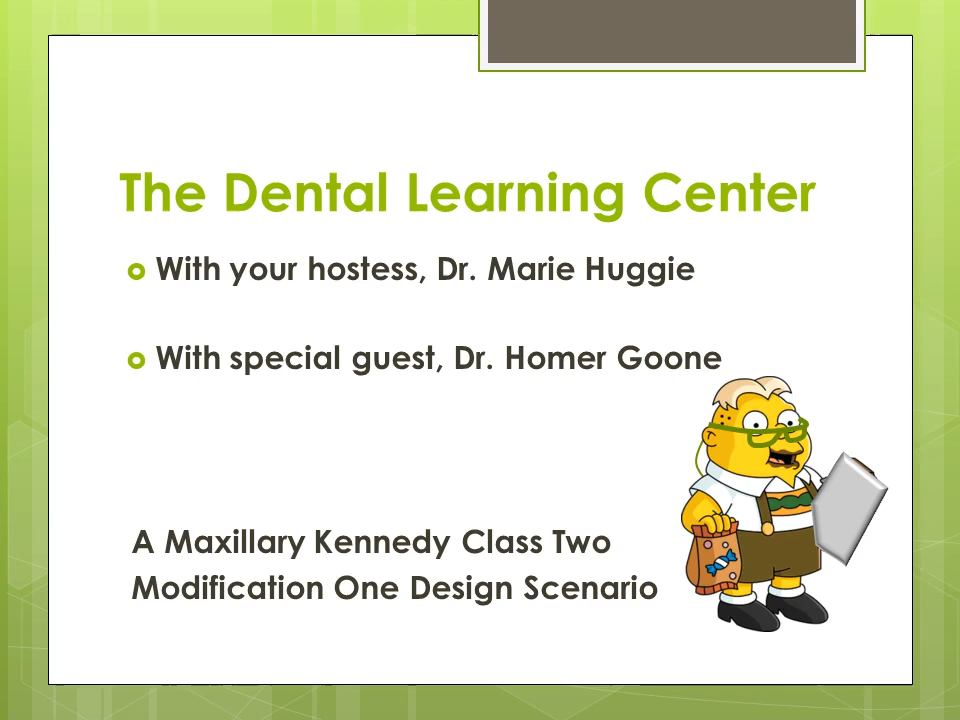 The Dental Learning Center
With your hostess, Dr. Marie Huggie
With special guest, Dr. Homer Goone
A Maxillary Kennedy Class Two
Modification One Design Scenario